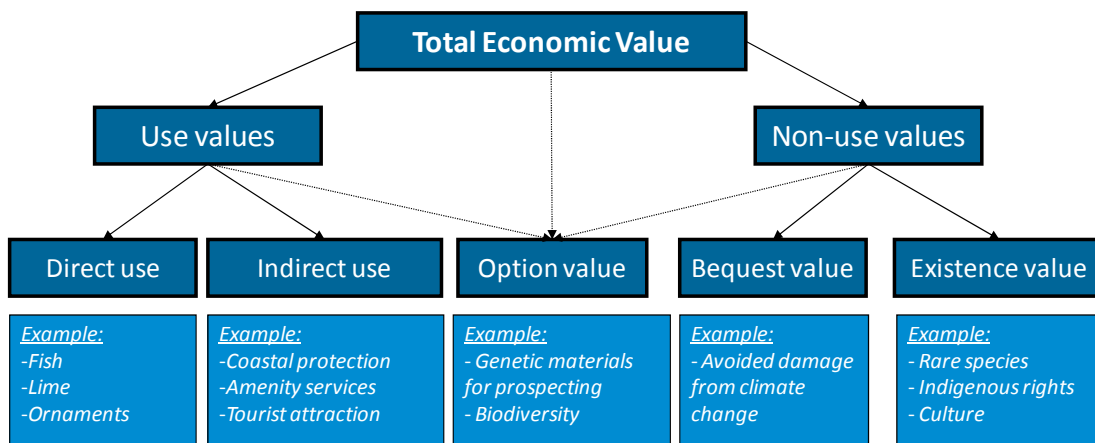 Total Economic Value
Use values
Non-use values
Direct use
Indirect use
Option value
Bequest value
Existence value
Example:
-Fish
-Lime
-Ornaments
Example:
-Coastal protection
-Amenity services
-Tourist attraction
Example:
- Genetic materials
for prospecting
- Biodiversity
Example:
- Avoided damage
from climate
change
Example:
- Rare species
- Indigenous rights
- Culture